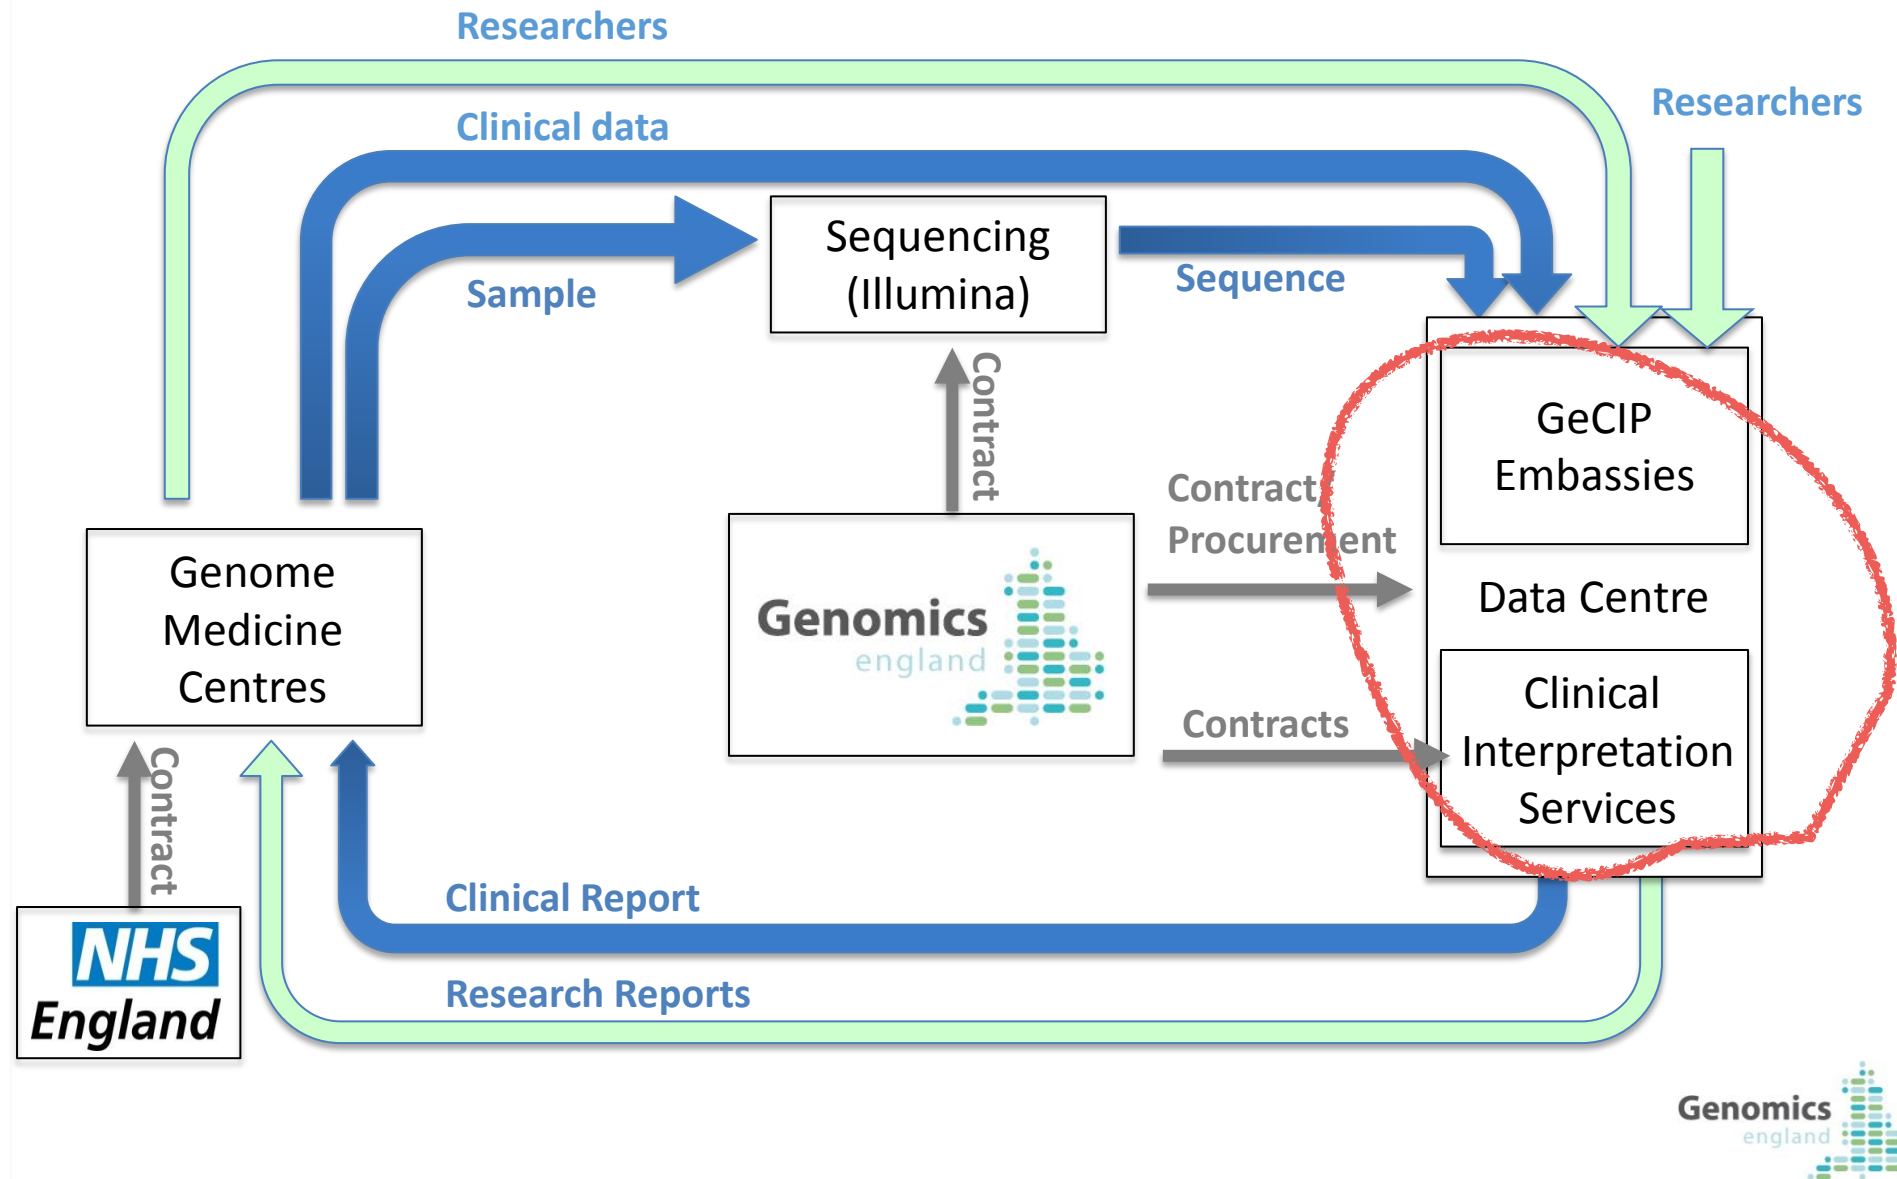 Researchers
Researchers
Clinical data
Sample
Sequencing
(Illumina)
Sequence
Contract
GeCIP
Embassies
Contract/
Procurement
Data Centre
Genome
Medicine
Centres
Genomics
england
Contracts
Clinical
Interpretation
Services
Contract
Clinical Report
NHS
England
Research Reports
Genomics
england